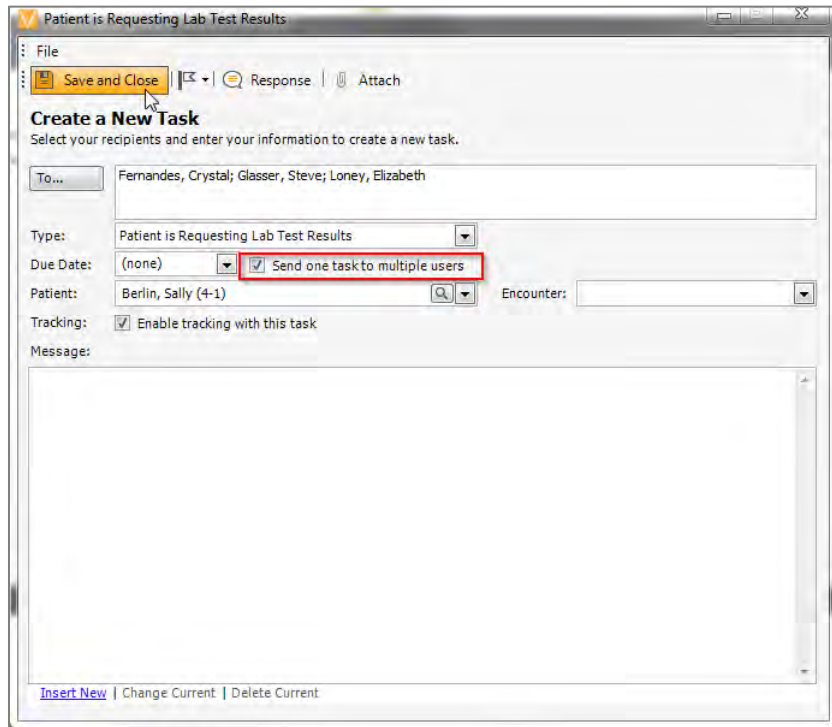 Patient is Requesting Lab Test Results
File
Save and Close Response Attach
Create a New Task
Select your recipients and enter your information to create a new task.
To... Fernandes, Crystal; Glasser, Steve; Loney, Elizabeth
Type: Patient is Requesting Lab Test Results
Due Date: (none) Send one task to multiple users
Patient: Berlin, Sally (4-1) Encounter:
Tracking: Enable tracking with this task
Message:
Insert New | Change Current | Delete Current